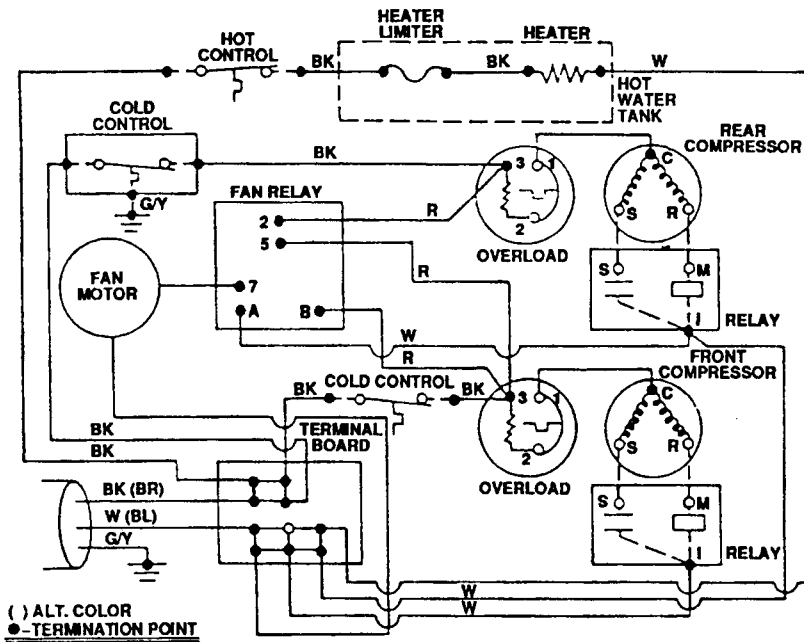 HEATER
LIMITER
HEATER
HOT
CONTROL
BK
BK
W
HOT
WATER
TANK
COLD
CONTROL
BK
3
1
2
OVERLOAD
REAR
COMPRESSOR
C
S
R
G/Y
FAN RELAY
2
5
7
A
B
R
R
FAN
MOTOR
S
M
I
RELAY
W
R
FRONT
COMPRESSOR
BK
COLD CONTROL
BK
3
1
2
OVERLOAD
C
S
R
BK
BK
TERMINAL
BOARD
BK (BR)
W (BL)
G/Y
S
M
I
RELAY
W
W
( ) ALT. COLOR
●-TERMINATION POINT